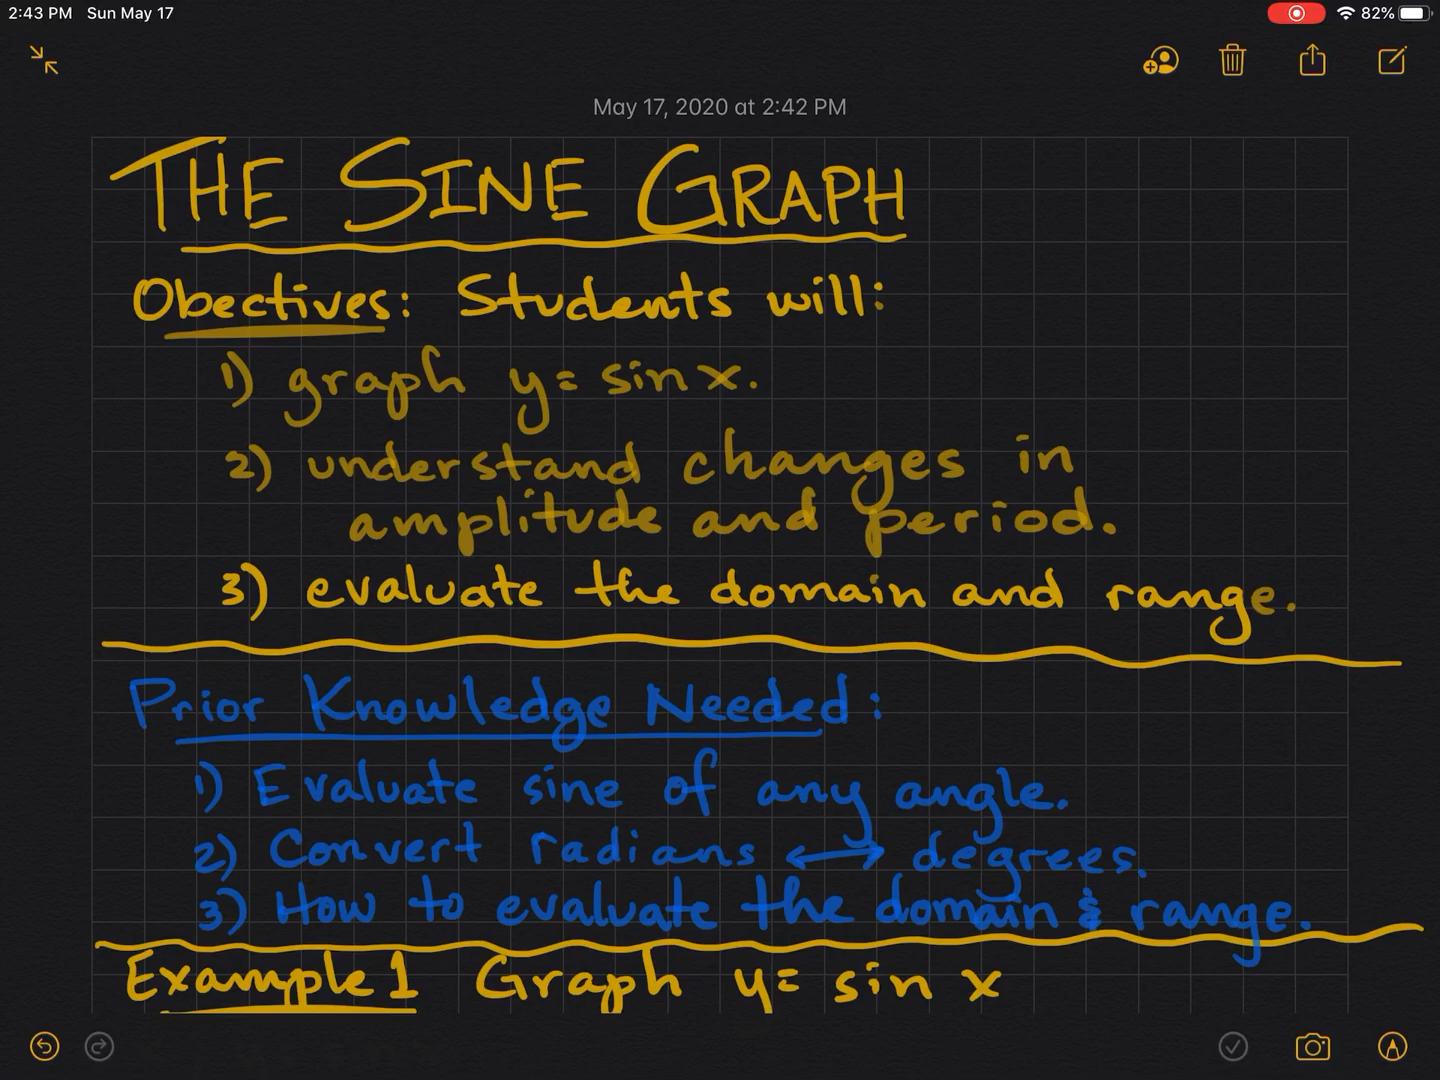 2:43 PM Sun May 17
82%
May 17, 2020 at 2:42 PM
THE SINE GRAPH
Obectives: Students will:
1) graph y = sin x.
2) understand changes in
amplitude and period.
3) evaluate the domain and range.
Prior Knowledge Needed:
1) Evaluate sine of any angle.
2) Convert radians ↔ degrees.
3) How to evaluate the domain & range.
Example 1 Graph y = sin x